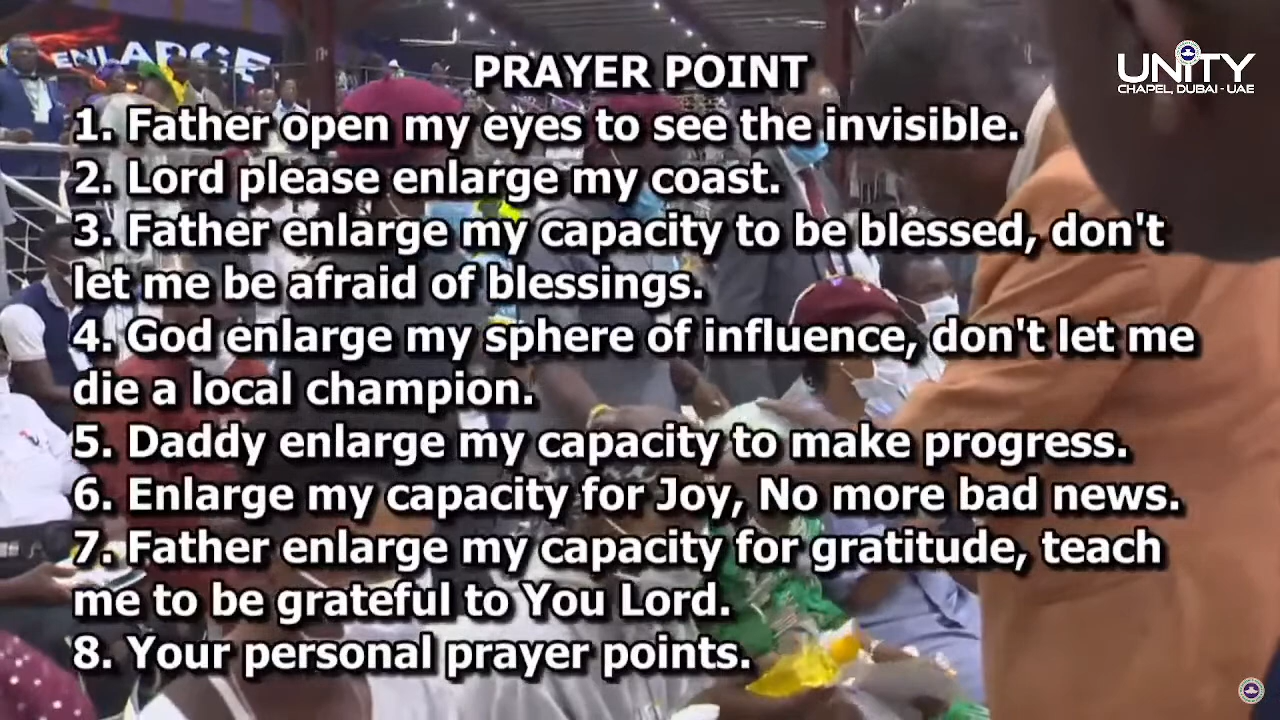 ENLARGE
UNITY
CHAPEL, DUBAI - UAE
PRAYER POINT
1. Father open my eyes to see the invisible.
2. Lord please enlarge my coast.
3. Father enlarge my capacity to be blessed, don't
let me be afraid of blessings.
4. God enlarge my sphere of influence, don't let me
die a local champion.
5. Daddy enlarge my capacity to make progress.
6. Enlarge my capacity for Joy, No more bad news.
7. Father enlarge my capacity for gratitude, teach
me to be grateful to You Lord.
8. Your personal prayer points.